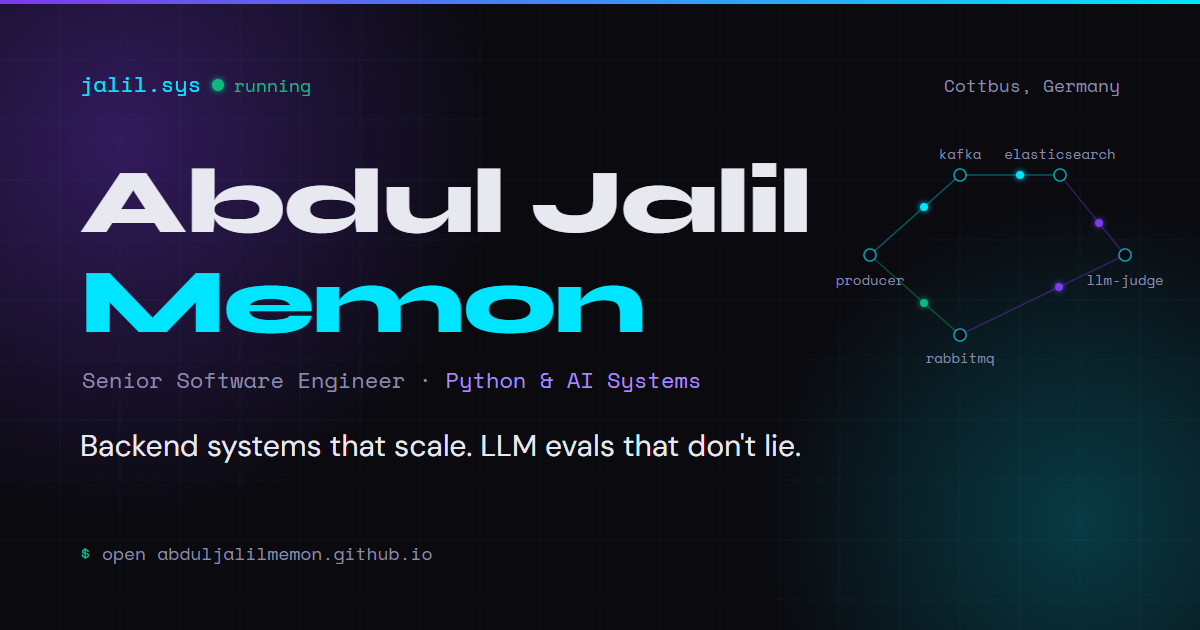 jalil.sys running
Cottbus, Germany
Abdul Jalil
Memon
kafka
elasticsearch
producer
llm-judge
rabbitmq
Senior Software Engineer · Python & AI Systems
Backend systems that scale. LLM evals that don't lie.
$ open abduljalilmemon.github.io